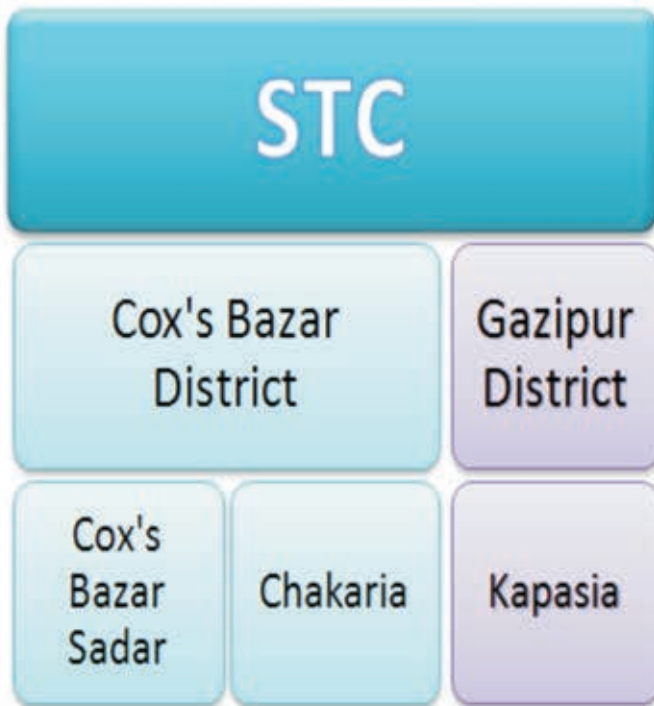 STC
Cox's Bazar
District
Gazipur
District
Cox's
Bazar
Sadar
Chakaria
Kapasia